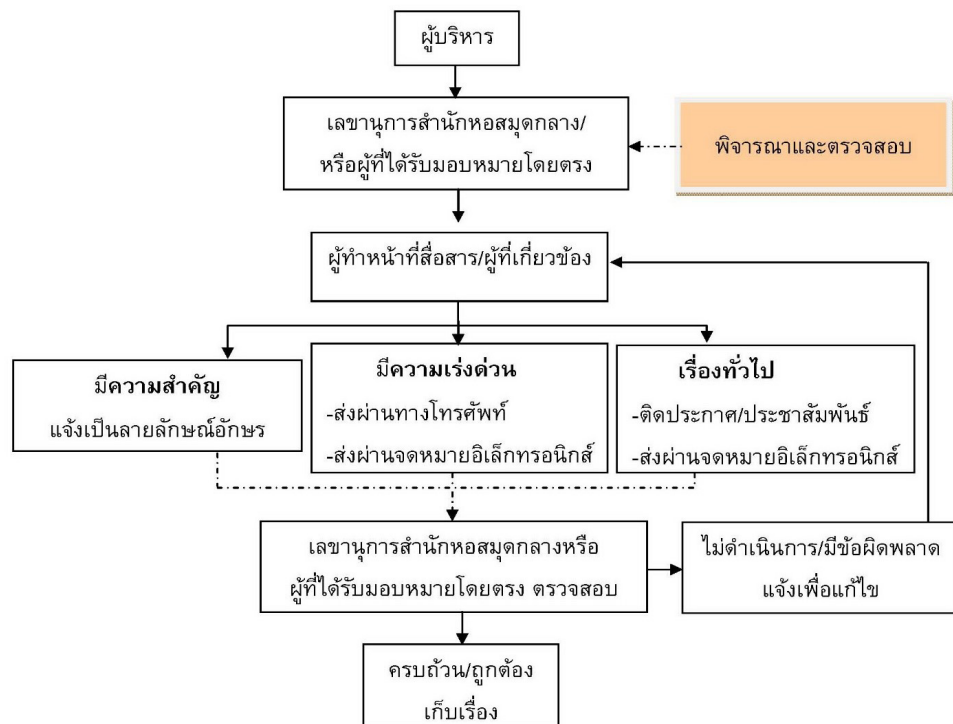 ผู้บริหาร
เลขานุการสำนักหอสมุดกลาง/
หรือผู้ที่ได้รับมอบหมายโดยตรง
พิจารณาและตรวจสอบ
ผู้ทำหน้าที่สื่อสาร/ผู้ที่เกี่ยวข้อง
มีความสำคัญ
แจ้งเป็นลายลักษณ์อักษร
มีความเร่งด่วน
-ส่งผ่านทางโทรศัพท์
-ส่งผ่านจดหมายอิเล็กทรอนิกส์
เรื่องทั่วไป
-ติดประกาศ/ประชาสัมพันธ์
-ส่งผ่านจดหมายอิเล็กทรอนิกส์
เลขานุการสำนักหอสมุดกลางหรือ
ผู้ที่ได้รับมอบหมายโดยตรง ตรวจสอบ
ไม่ดำเนินการ/มีข้อผิดพลาด
แจ้งเพื่อแก้ไข
ครบถ้วน/ถูกต้อง
เก็บเรื่อง